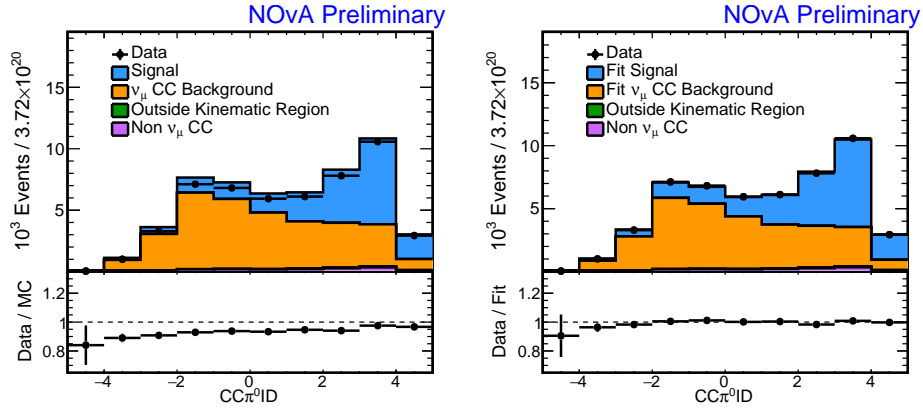 NOvA Preliminary
Data
Signal
νμ CC Background
Outside Kinematic Region
Non νμ CC
10³ Events / 3.72×10²⁰
15
10
5
Data / MC
1.2
1
0.8
−4 −2 0 2 4
CCπ⁰ID
NOvA Preliminary
Data
Fit Signal
Fit νμ CC Background
Outside Kinematic Region
Non νμ CC
10³ Events / 3.72×10²⁰
15
10
5
Data / Fit
1.2
1
0.8
−4 −2 0 2 4
CCπ⁰ID